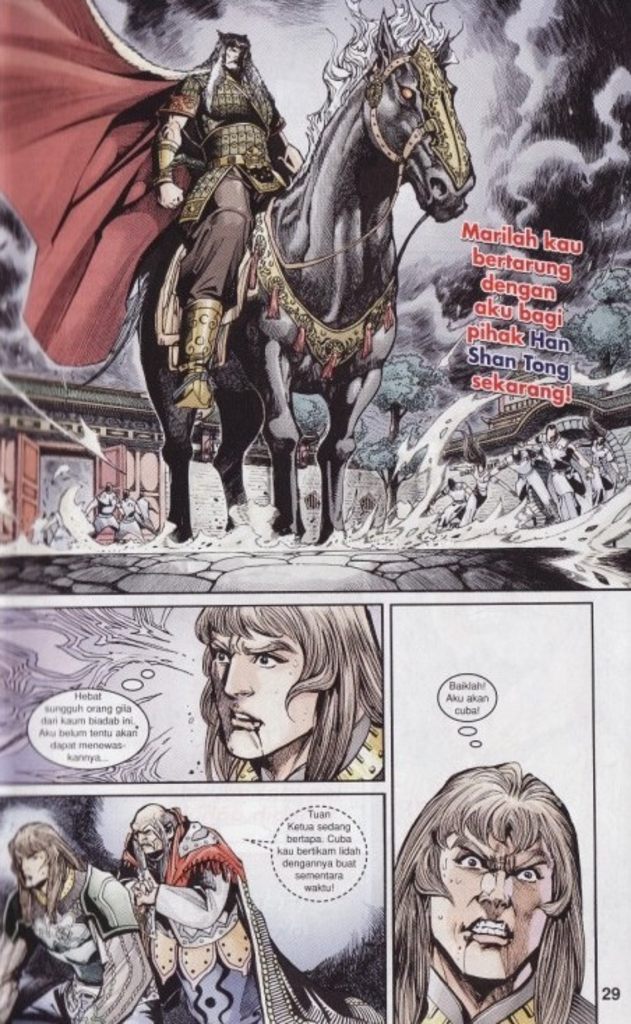 Marilah kau
bertarung
dengan
aku bagi
pihak Han
Shan Tong
sekarang!
Hebat
sungguh orang gila
dari kaum biadab ini.
Aku belum tentu akan
dapat menewas-
kannya...
Baiklah!
Aku akan
cuba!
Tuan
Ketua sedang
bertapa. Cuba
kau bertikam lidah
dengannya buat
sementara
waktu!
29